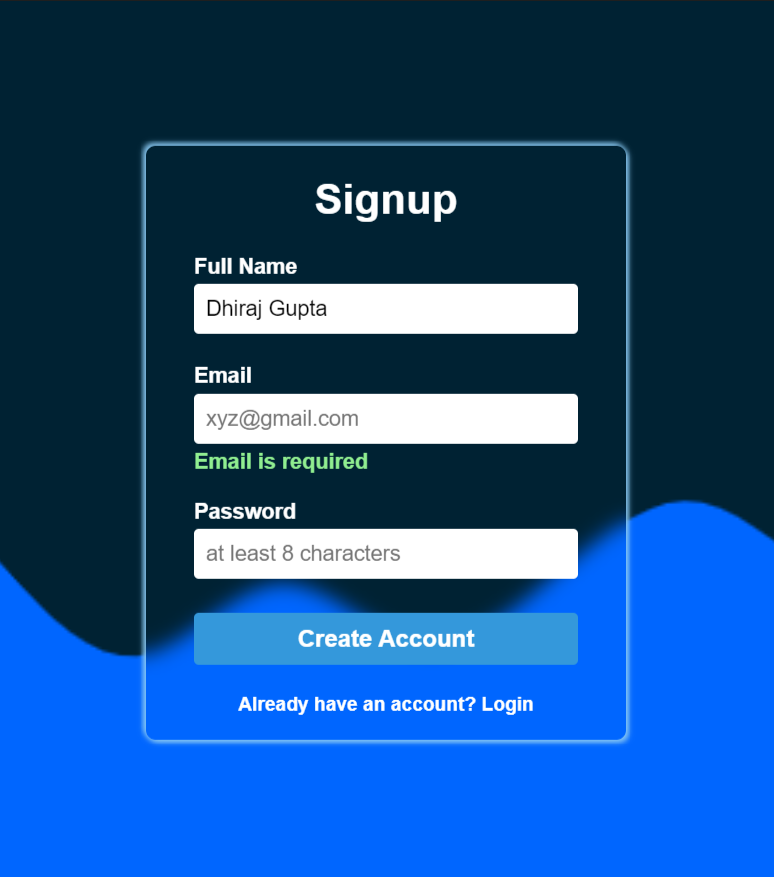 Signup
Full Name
Dhiraj Gupta
Email
xyz@gmail.com
Email is required
Password
at least 8 characters
Create Account
Already have an account? Login